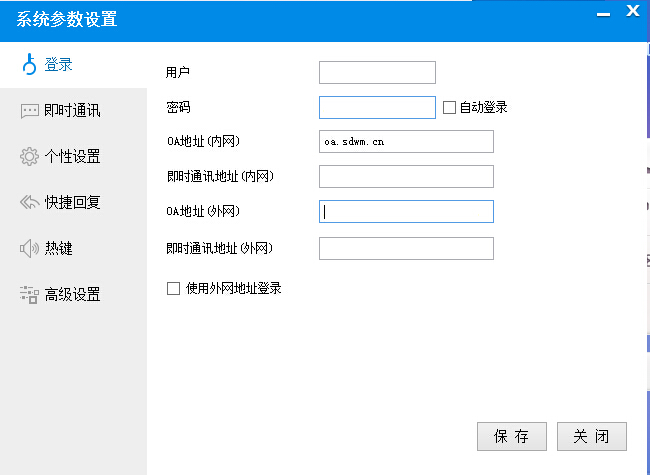 系统参数设置
登录
即时通讯
个性设置
快捷回复
热键
高级设置
用户
密码
自动登录
OA地址(内网)
oa.sdwm.cn
即时通讯地址(内网)
OA地址(外网)
即时通讯地址(外网)
使用外网地址登录
保 存
关 闭